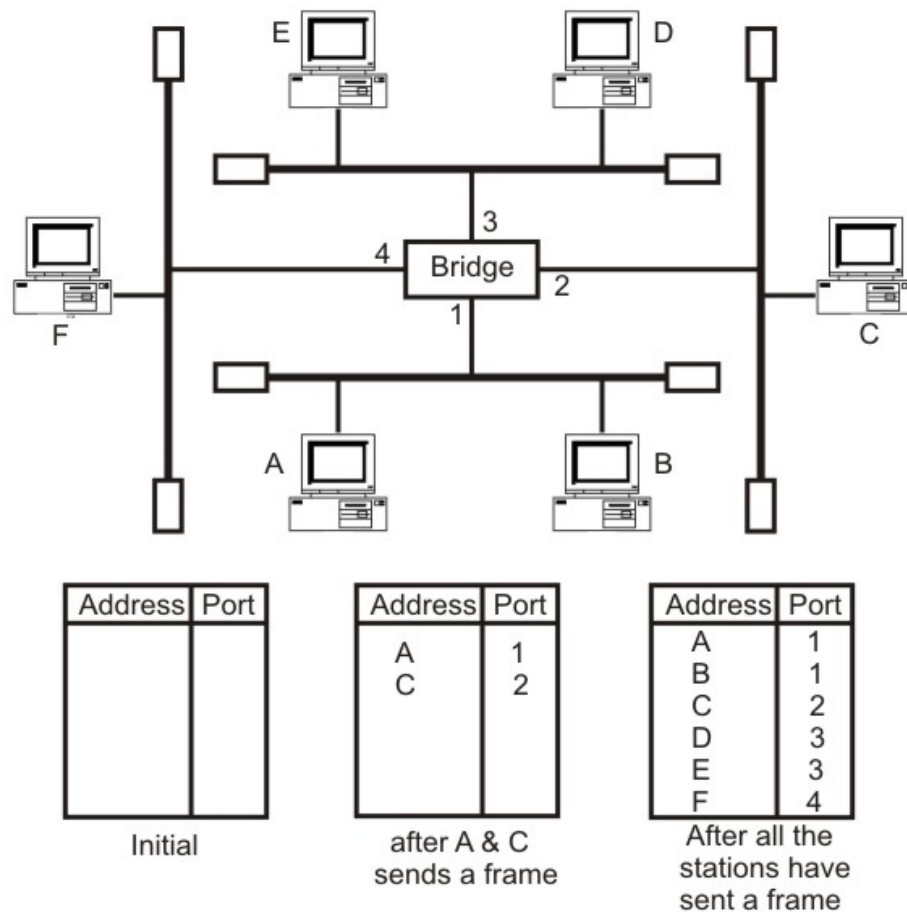 E
D
3
4
Bridge
2
1
F
C
A
B
Address Port
Initial
Address Port
A 1
C 2
after A & C
sends a frame
Address Port
A 1
B 1
C 2
D 3
E 3
F 4
After all the
stations have
sent a frame